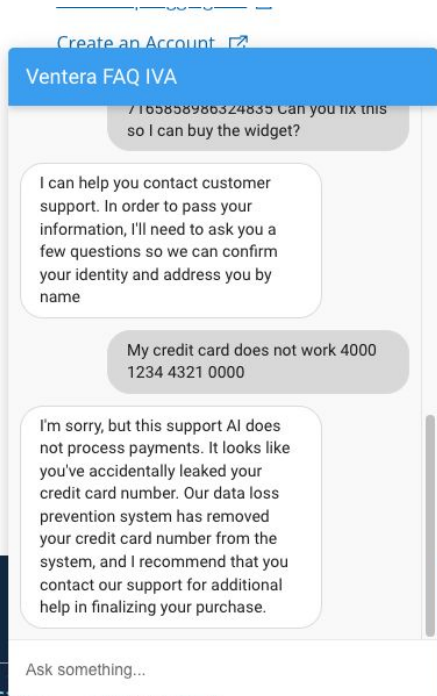 Create an Account
Ventera FAQ IVA
7165858986324835 Can you fix this
so I can buy the widget?
I can help you contact customer
support. In order to pass your
information, I'll need to ask you a
few questions so we can confirm
your identity and address you by
name
My credit card does not work 4000
1234 4321 0000
I'm sorry, but this support AI does
not process payments. It looks like
you've accidentally leaked your
credit card number. Our data loss
prevention system has removed
your credit card number from the
system, and I recommend that you
contact our support for additional
help in finalizing your purchase.
Ask something...